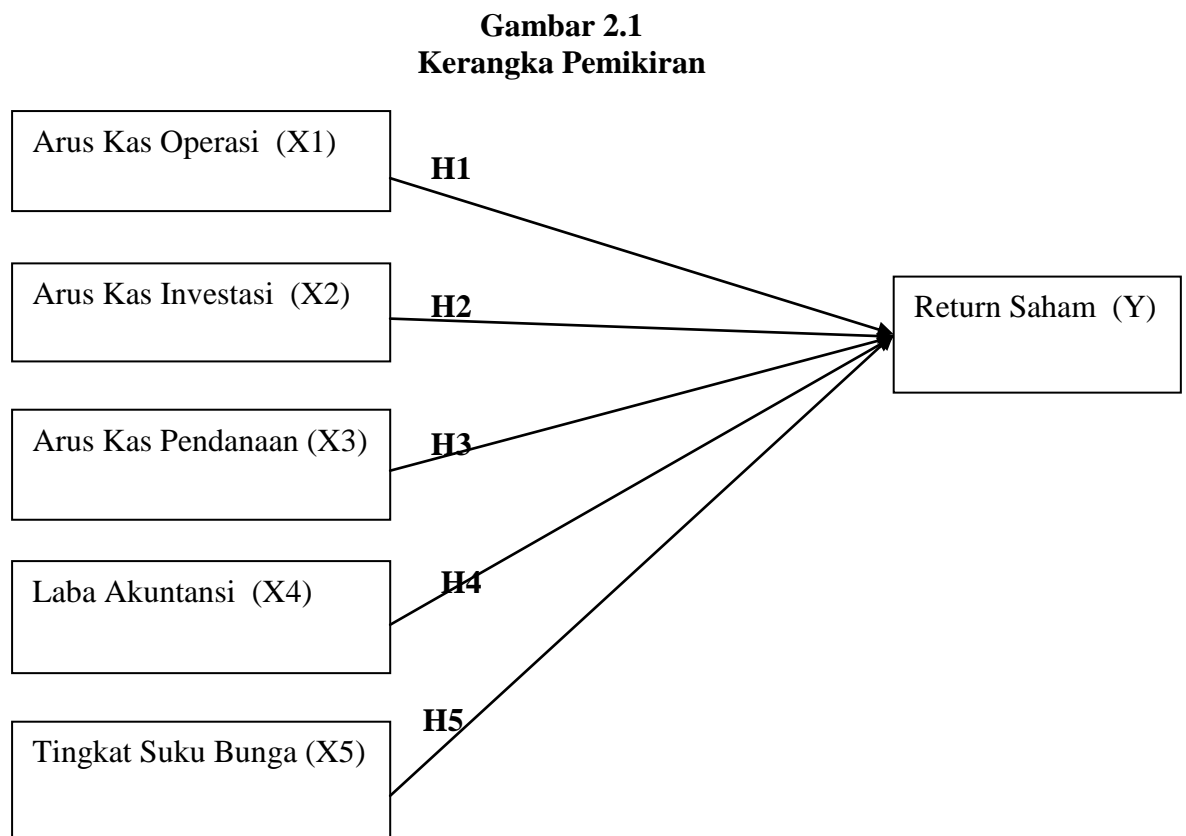 Gambar 2.1
Kerangka Pemikiran
Arus Kas Operasi (X1)
H1
Arus Kas Investasi (X2)
H2
Return Saham (Y)
Arus Kas Pendanaan (X3)
H3
Laba Akuntansi (X4)
H4
H5
Tingkat Suku Bunga (X5)